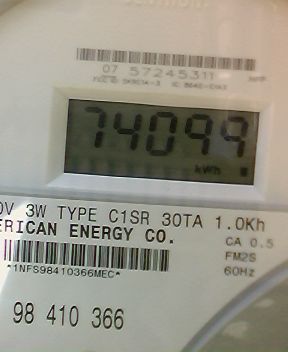 07 57245311
74099
kWh
0V 3W TYPE C1SR 30TA 1.0Kh
ERICAN ENERGY CO.
CA 0.5
FM2S
60Hz
*1NFS98410366MEC*
98 410 366